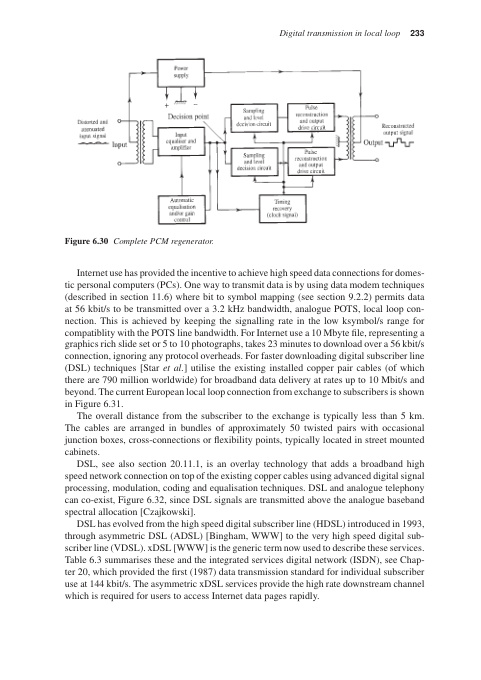 Digital transmission in local loop 233
Power
supply
+ −
Decision point
Distorted and
attenuated
input signal
Input
Input
equaliser and
amplifier
Automatic
equalisation
and/or gain
control
Sampling
and level
decision circuit
Pulse
reconstruction
and output
drive circuit
Sampling
and level
decision circuit
Pulse
reconstruction
and output
drive circuit
Timing
recovery
(clock signal)
Reconstructed
output signal
Output
Figure 6.30 Complete PCM regenerator.
Internet use has provided the incentive to achieve high speed data connections for domes-
tic personal computers (PCs). One way to transmit data is by using data modem techniques
(described in section 11.6) where bit to symbol mapping (see section 9.2.2) permits data
at 56 kbit/s to be transmitted over a 3.2 kHz bandwidth, analogue POTS, local loop con-
nection. This is achieved by keeping the signalling rate in the low ksymbol/s range for
compatiblity with the POTS line bandwidth. For Internet use a 10 Mbyte file, representing a
graphics rich slide set or 5 to 10 photographs, takes 23 minutes to download over a 56 kbit/s
connection, ignoring any protocol overheads. For faster downloading digital subscriber line
(DSL) techniques [Star et al.] utilise the existing installed copper pair cables (of which
there are 790 million worldwide) for broadband data delivery at rates up to 10 Mbit/s and
beyond. The current European local loop connection from exchange to subscribers is shown
in Figure 6.31.
The overall distance from the subscriber to the exchange is typically less than 5 km.
The cables are arranged in bundles of approximately 50 twisted pairs with occasional
junction boxes, cross-connections or flexibility points, typically located in street mounted
cabinets.
DSL, see also section 20.11.1, is an overlay technology that adds a broadband high
speed network connection on top of the existing copper cables using advanced digital signal
processing, modulation, coding and equalisation techniques. DSL and analogue telephony
can co-exist, Figure 6.32, since DSL signals are transmitted above the analogue baseband
spectral allocation [Czajkowski].
DSL has evolved from the high speed digital subscriber line (HDSL) introduced in 1993,
through asymmetric DSL (ADSL) [Bingham, WWW] to the very high speed digital sub-
scriber line (VDSL). xDSL [WWW] is the generic term now used to describe these services.
Table 6.3 summarises these and the integrated services digital network (ISDN), see Chap-
ter 20, which provided the first (1987) data transmission standard for individual subscriber
use at 144 kbit/s. The asymmetric xDSL services provide the high rate downstream channel
which is required for users to access Internet data pages rapidly.